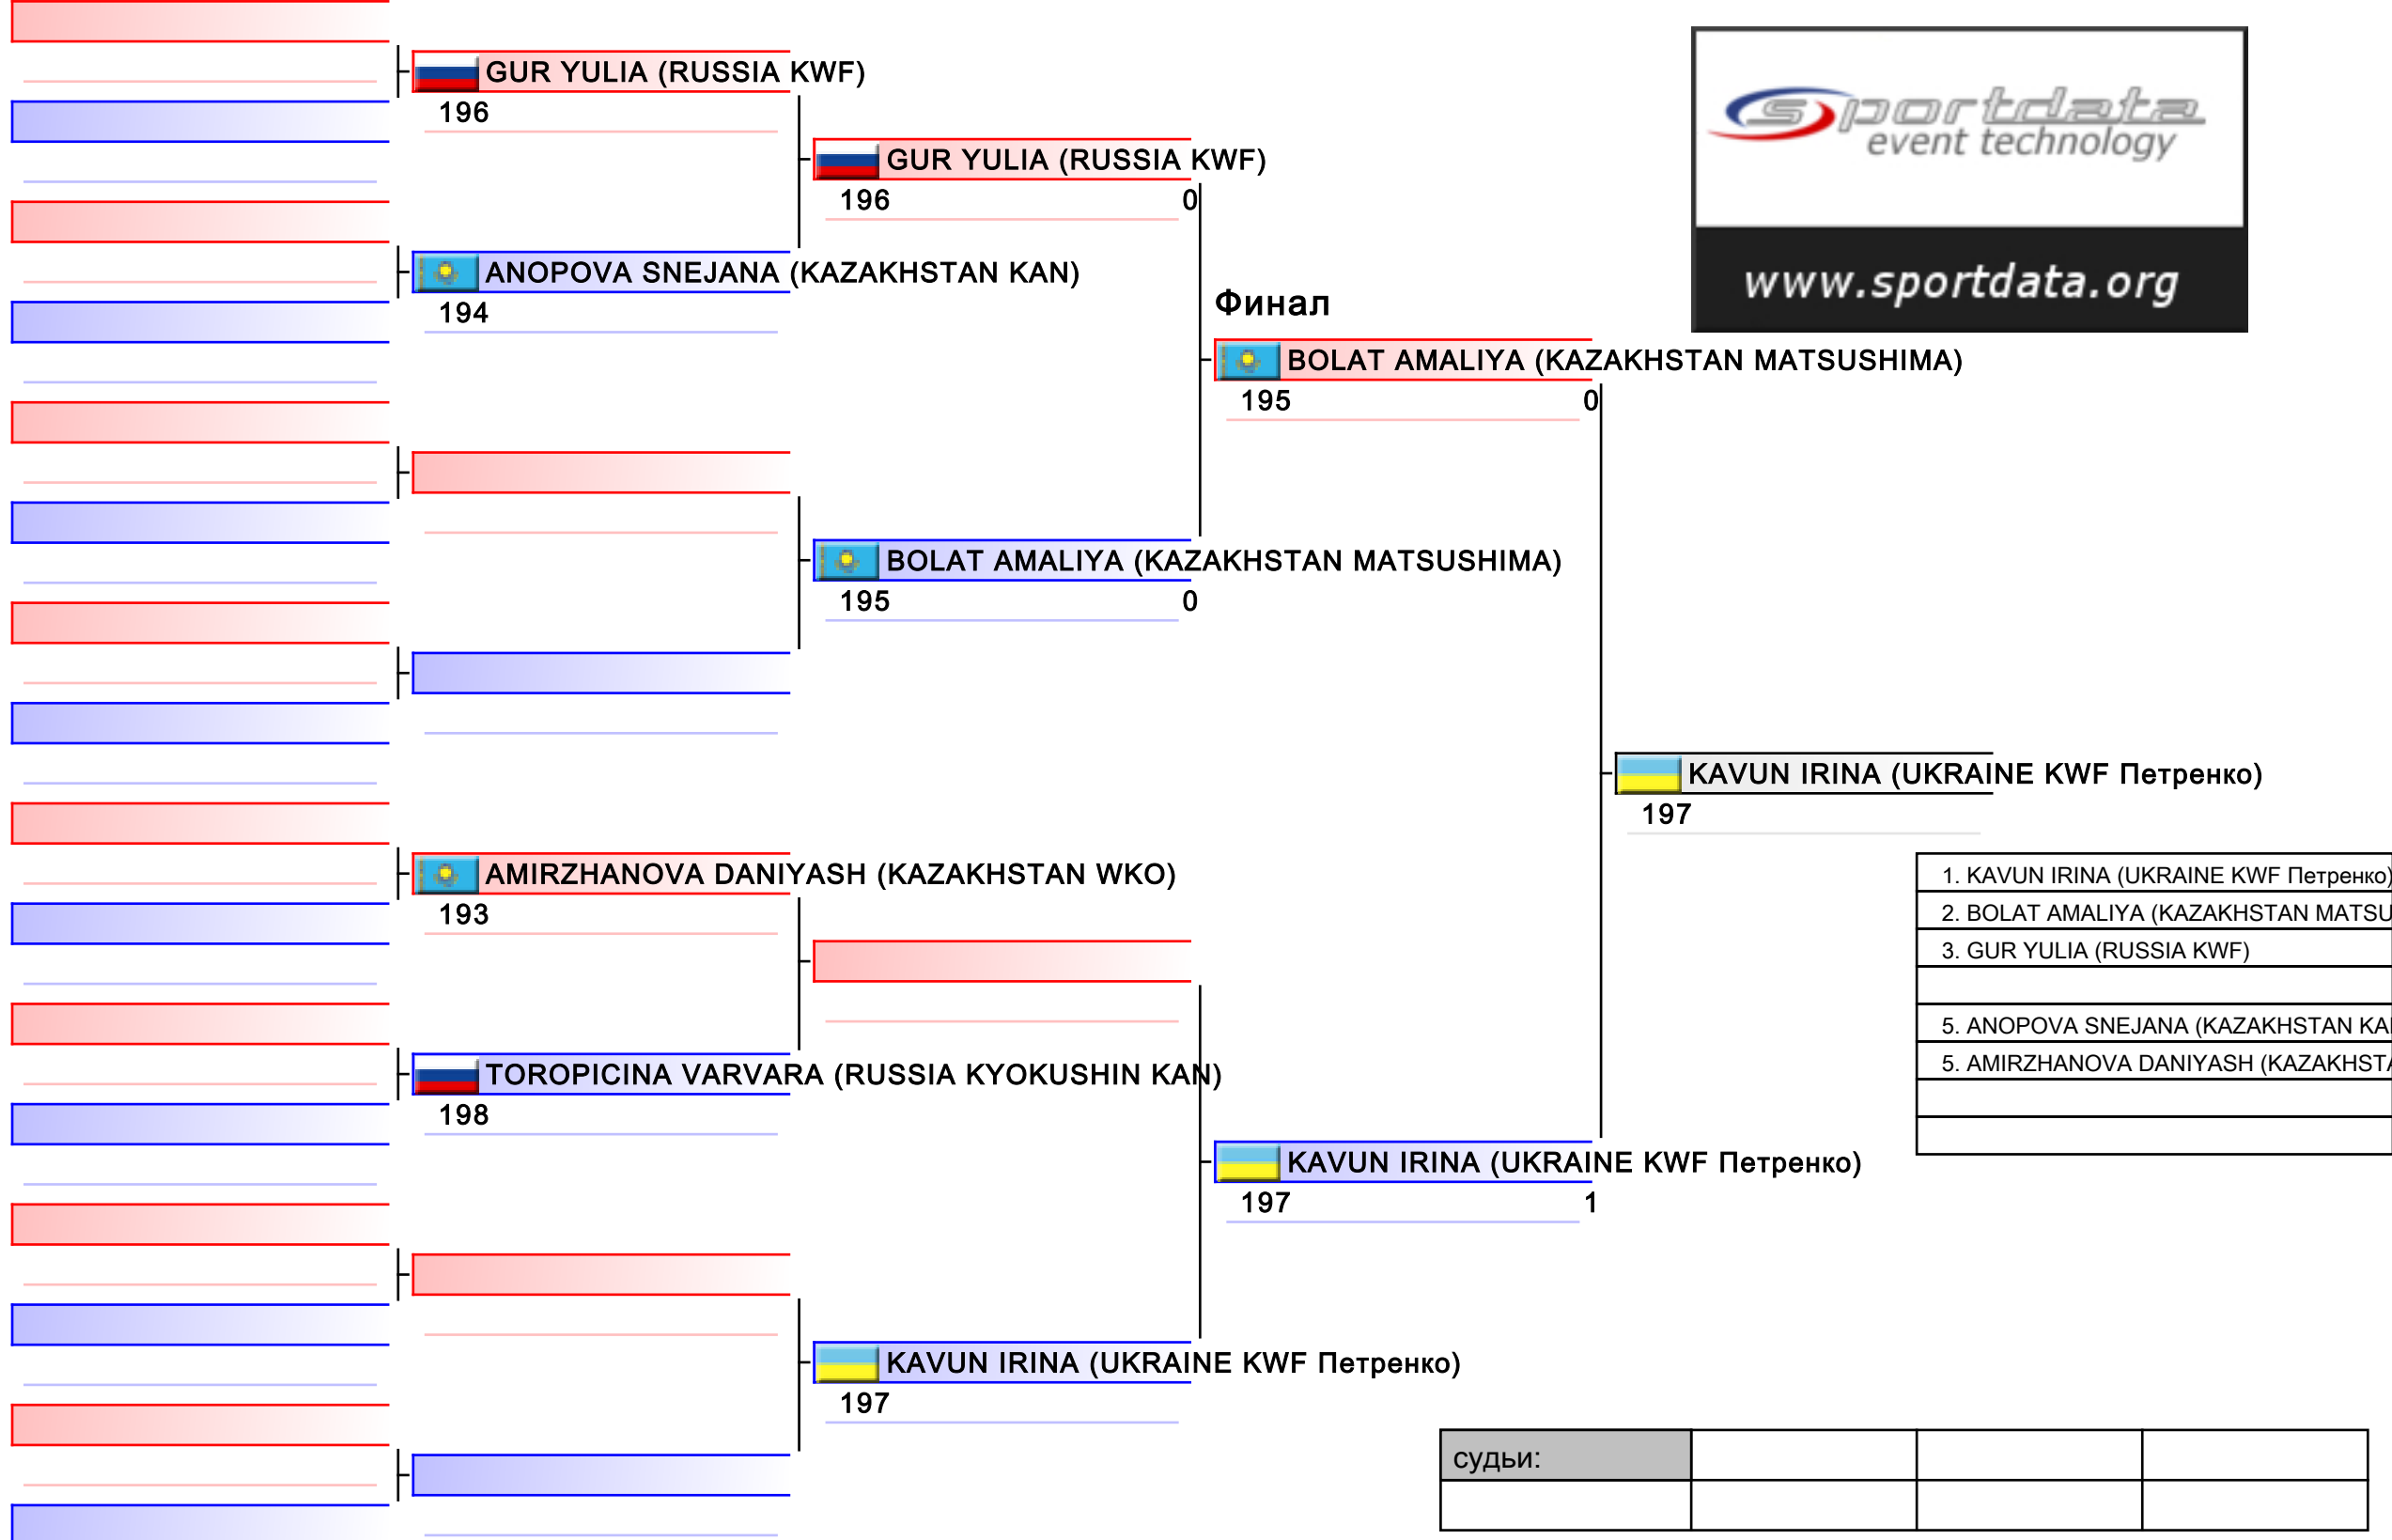 GUR YULIA (RUSSIA KWF)
196
GUR YULIA (RUSSIA KWF)
196 0
ANOPOVA SNEJANA (KAZAKHSTAN KAN)
194
sportdata
event technology
www.sportdata.org
Финал
BOLAT AMALIYA (KAZAKHSTAN MATSUSHIMA)
195 0
BOLAT AMALIYA (KAZAKHSTAN MATSUSHIMA)
195 0
KAVUN IRINA (UKRAINE KWF Петренко)
197
AMIRZHANOVA DANIYASH (KAZAKHSTAN WKO)
193
TOROPICINA VARVARA (RUSSIA KYOKUSHIN KAN)
198
KAVUN IRINA (UKRAINE KWF Петренко)
197 1
KAVUN IRINA (UKRAINE KWF Петренко)
197
1. KAVUN IRINA (UKRAINE KWF Петренко)
2. BOLAT AMALIYA (KAZAKHSTAN MATSU
3. GUR YULIA (RUSSIA KWF)
5. ANOPOVA SNEJANA (KAZAKHSTAN KA
5. AMIRZHANOVA DANIYASH (KAZAKHST
судьи: